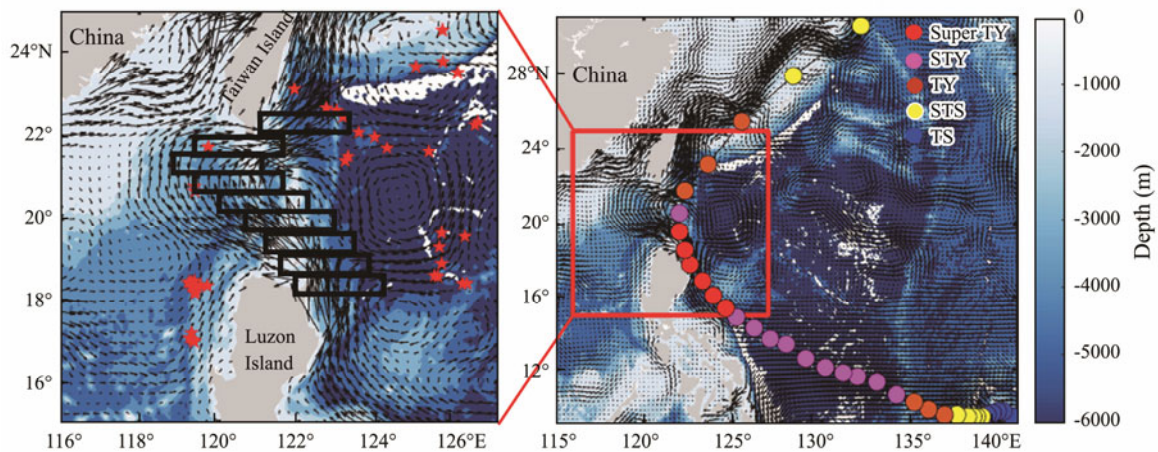 24°N
22°
20°
18°
16°
China
Taiwan Island
Luzon
Island
116°
118°
120°
122°
124°
126°E
28°N
24°
20°
16°
12°
China
Super TY
STY
TY
STS
TS
115°
120°
125°
130°
135°
140°E
0
-1000
-2000
-3000
-4000
-5000
-6000
Depth (m)